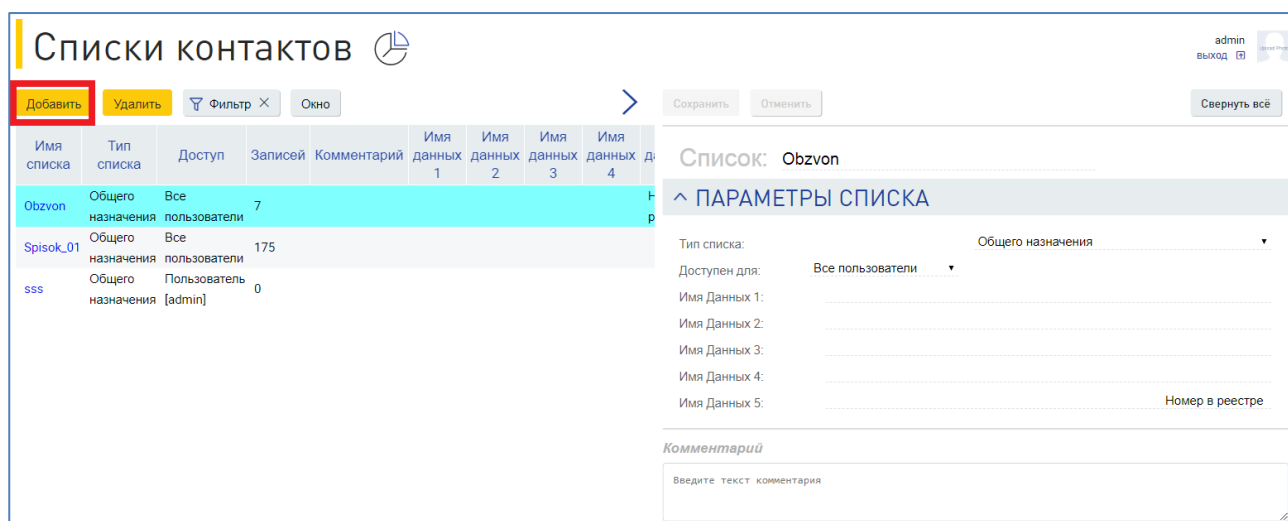 Списки контактов
admin
выход
Добавить Удалить Фильтр × Окно
Сохранить Отменить Свернуть всё
Имя списка Тип списка Доступ Записей Комментарий Имя данных 1 Имя данных 2 Имя данных 3 Имя данных 4
Obzvon Общего назначения Все пользователи 7
Spisok_01 Общего назначения Все пользователи 175
sss Общего назначения Пользователь [admin] 0
Список: Obzvon
ПАРАМЕТРЫ СПИСКА
Тип списка: Общего назначения
Доступен для: Все пользователи
Имя Данных 1:
Имя Данных 2:
Имя Данных 3:
Имя Данных 4:
Имя Данных 5: Номер в реестре
Комментарий
Введите текст комментария